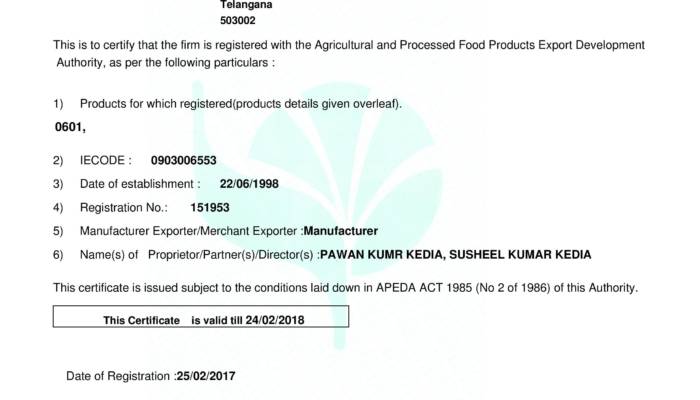 Telangana
503002
This is to certify that the firm is registered with the Agricultural and Processed Food Products Export Development
Authority, as per the following particulars :
1) Products for which registered(products details given overleaf).
0601,
2) IECODE : 0903006553
3) Date of establishment : 22/06/1998
4) Registration No.: 151953
5) Manufacturer Exporter/Merchant Exporter :Manufacturer
6) Name(s) of Proprietor/Partner(s)/Director(s) :PAWAN KUMR KEDIA, SUSHEEL KUMAR KEDIA
This certificate is issued subject to the conditions laid down in APEDA ACT 1985 (No 2 of 1986) of this Authority.
This Certificate is valid till 24/02/2018
Date of Registration :25/02/2017